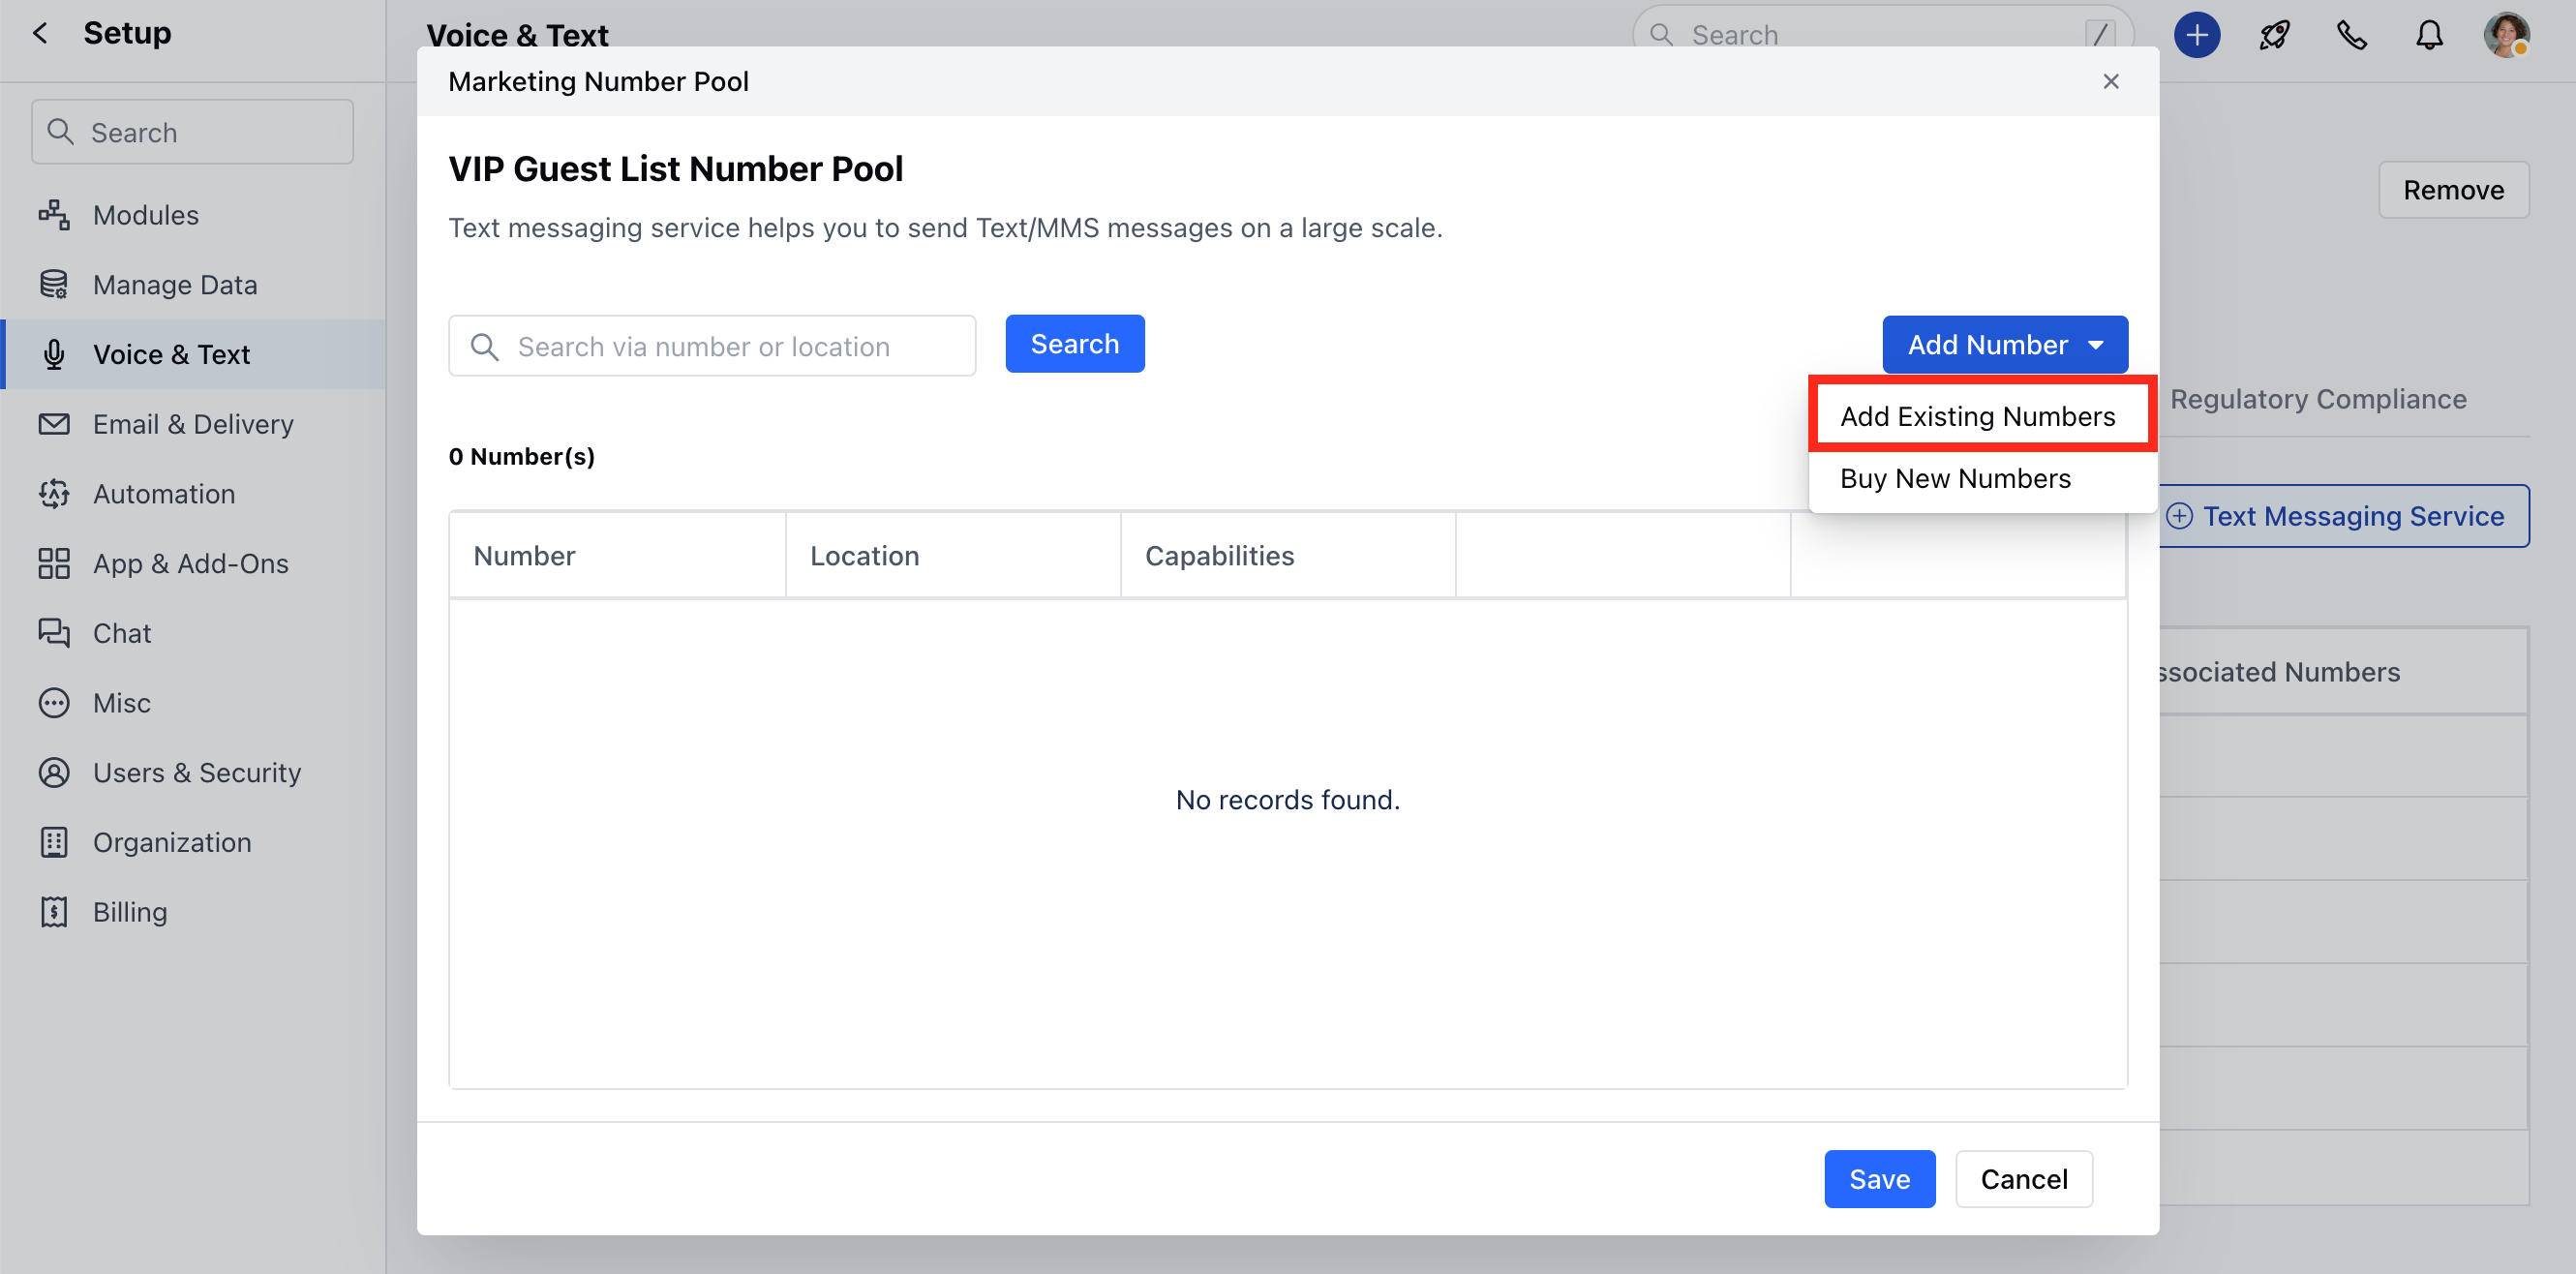 Setup
Search
Modules
Manage Data
Voice & Text
Email & Delivery
Automation
App & Add-Ons
Chat
Misc
Users & Security
Organization
Billing
Voice & Text
Search /
Marketing Number Pool
VIP Guest List Number Pool
Text messaging service helps you to send Text/MMS messages on a large scale.
Search via number or location
Search
Add Number
Add Existing Numbers
Buy New Numbers
0 Number(s)
Number Location Capabilities
No records found.
Save Cancel
Remove
Regulatory Compliance
Text Messaging Service
ssociated Numbers